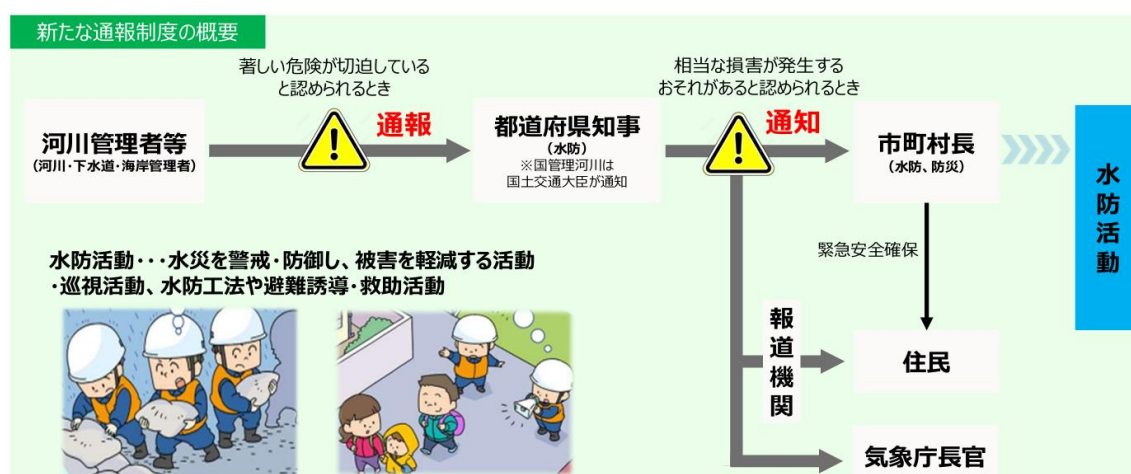 新たな通報制度の概要
著しい危険が切迫している
と認められるとき
通報
河川管理者等
(河川・下水道・海岸管理者)
都道府県知事
(水防)
※国管理河川は
国土交通大臣が通知
相当な損害が発生する
おそれがあると認められるとき
通知
市町村長
(水防、防災)
水防活動
緊急安全確保
報道機関
住民
気象庁長官
水防活動・・・水災を警戒・防御し、被害を軽減する活動
・巡視活動、水防工法や避難誘導・救助活動